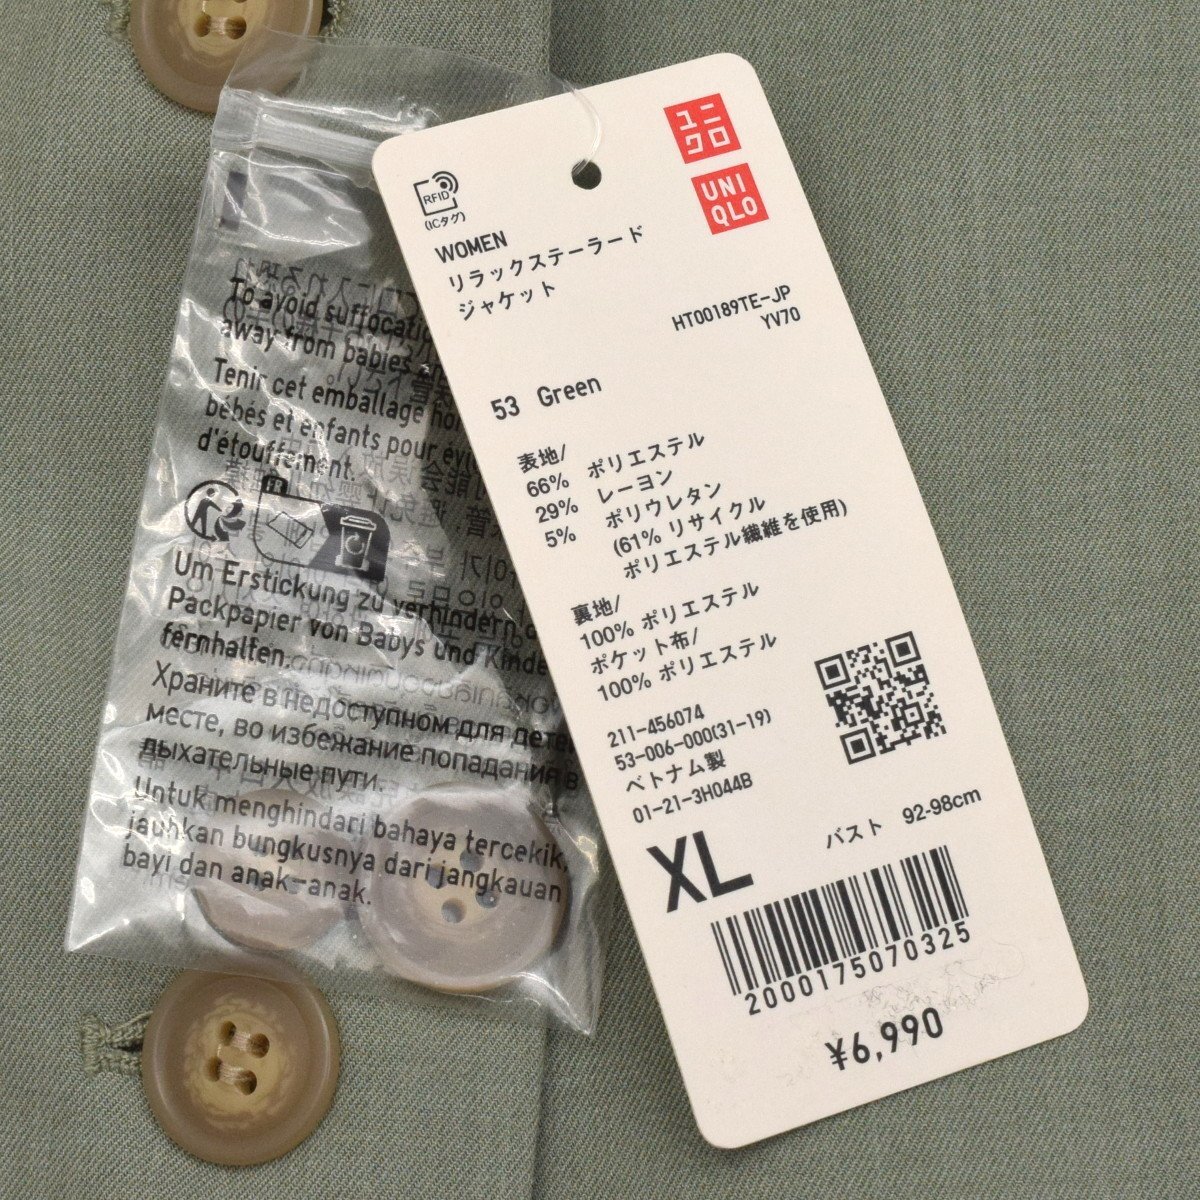 ユニ
クロ
UNI
QLO
RFID
(ICタグ)
WOMEN
リラックステーラード
ジャケット
HT00189TE-JP
YV70
53 Green
表地/
66% ポリエステル
29% レーヨン
5% ポリウレタン
(61% リサイクル
ポリエステル繊維を使用)
裏地/
100% ポリエステル
ポケット布/
100% ポリエステル
211-456074
53-006-000(31-19)
ベトナム製
01-21-3H044B
XL
バスト 92-98cm
2000175070325
¥6,990
To avoid suffocati
away from babies
Tenir cet emballage hor
bébés et enfants pour évi
d'étouffement.
FR
Um Erstickung zu verhindern, d
Packpapier von Babys und Kinde
fernhalten.
Храните в недоступном для дете
месте, во избежание попадания в
дыхательные пути.
Untuk menghindari bahaya tercekik,
jauhkan bungkusnya dari jangkauan
bayi dan anak-anak.